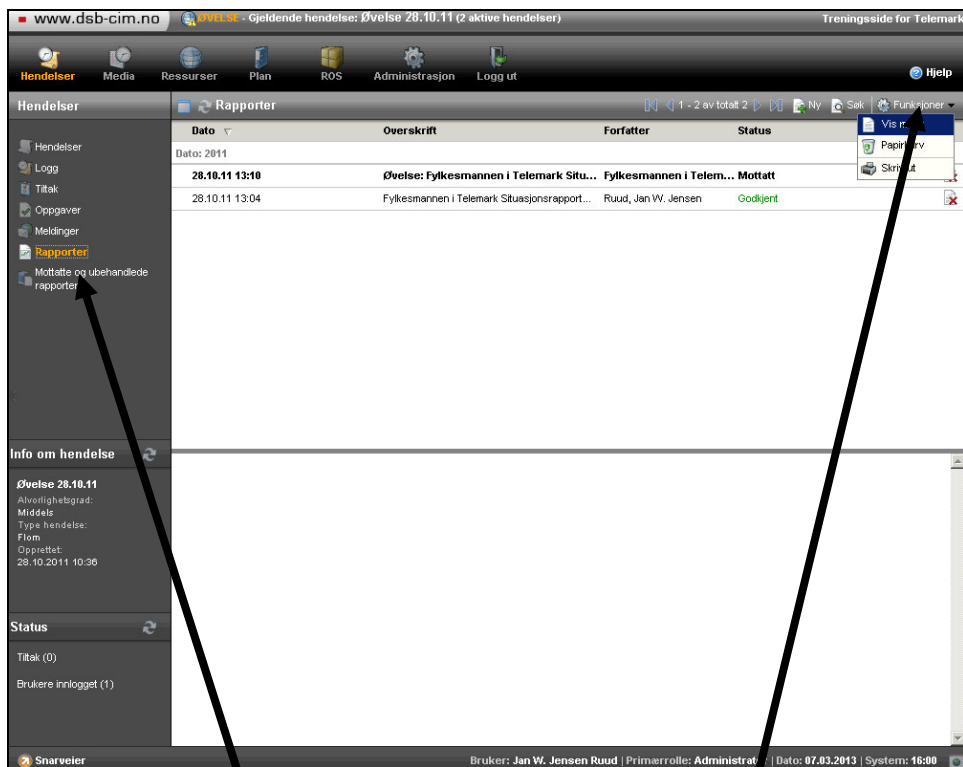 www.dsb-cim.no ØVELSE - Gjeldende hendelse: Øvelse 28.10.11 (2 aktive hendelser) Treningsside for Telemark
Hendelser Media Ressurser Plan ROS Administrasjon Logg ut Hjelp
Hendelser
Rapporter 1 - 2 av totalt 2 Ny Søk Funksjoner
Dato Overskrift Forfatter Status
Vis
Dato: 2011
Skriv ut
28.10.11 13:10 Øvelse: Fylkesmannen i Telemark Situ... Fylkesmannen i Telem... Mottatt
28.10.11 13:04 Fylkesmannen i Telemark Situasjonsrapport... Ruud, Jan W. Jensen Godkjent
Hendelser
Logg
Tiltak
Oppgaver
Meldinger
Rapporter
Mottatte og ubehandlede
rapporter
Info om hendelse
Øvelse 28.10.11
Alvorlighetsgrad:
Middels
Type hendelse:
Flom
Opprettet:
28.10.2011 10:36
Status
Tiltak (0)
Brukere innlogget (1)
Snarveier Bruker: Jan W. Jensen Ruud | Primærrolle: Administrator | Dato: 07.03.2013 | System: 16:00